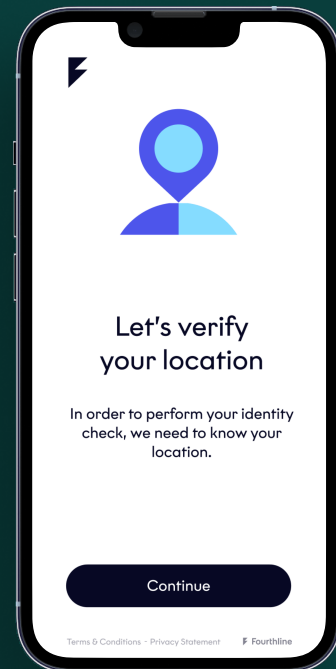 Let's verify
your location
In order to perform your identity
check, we need to know your
location.
Continue
Terms & Conditions - Privacy Statement
Fourthline